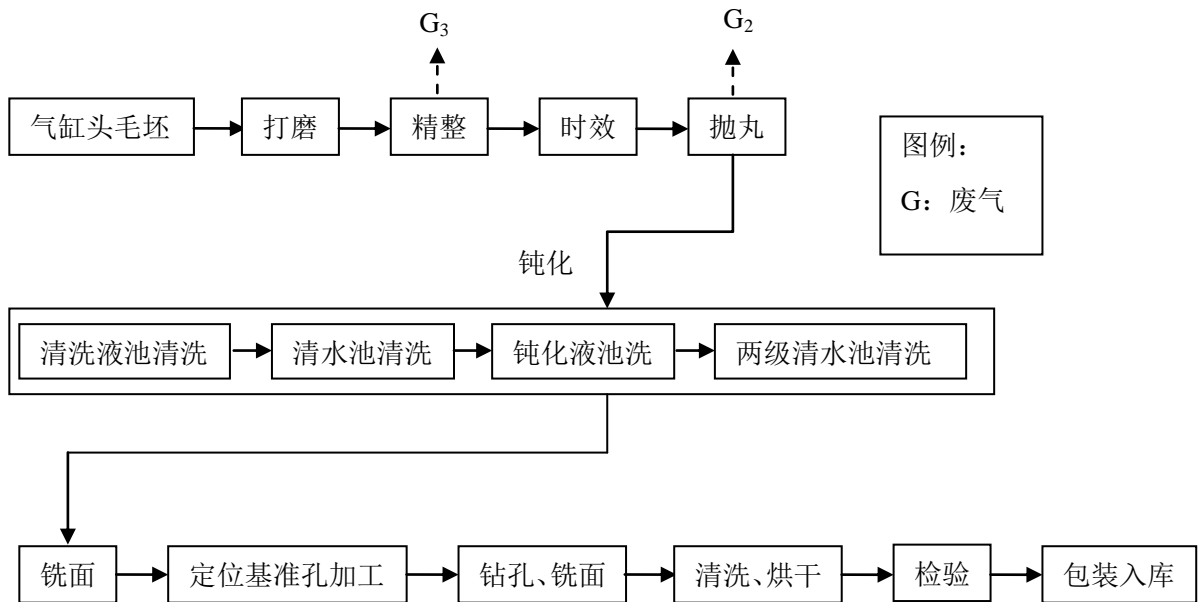 G₃
G₂
气缸头毛坯
打磨
精整
时效
抛丸
图例：
G：废气
钝化
清洗液池清洗
清水池清洗
钝化液池洗
两级清水池清洗
铣面
定位基准孔加工
钻孔、铣面
清洗、烘干
检验
包装入库